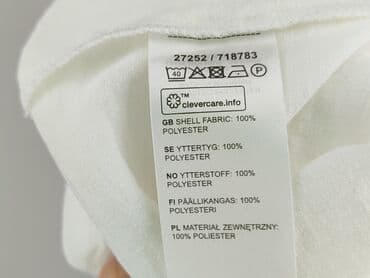 27252 / 718783
40 P
TM
clevercare.info
GB SHELL FABRIC: 100%
POLYESTER
SE YTTERTYG: 100%
POLYESTER
NO YTTERSTOFF: 100%
POLYESTER
FI PÄÄLLIKANGAS: 100%
POLYESTERI
PL MATERIAŁ ZEWNĘTRZNY:
100% POLIESTER